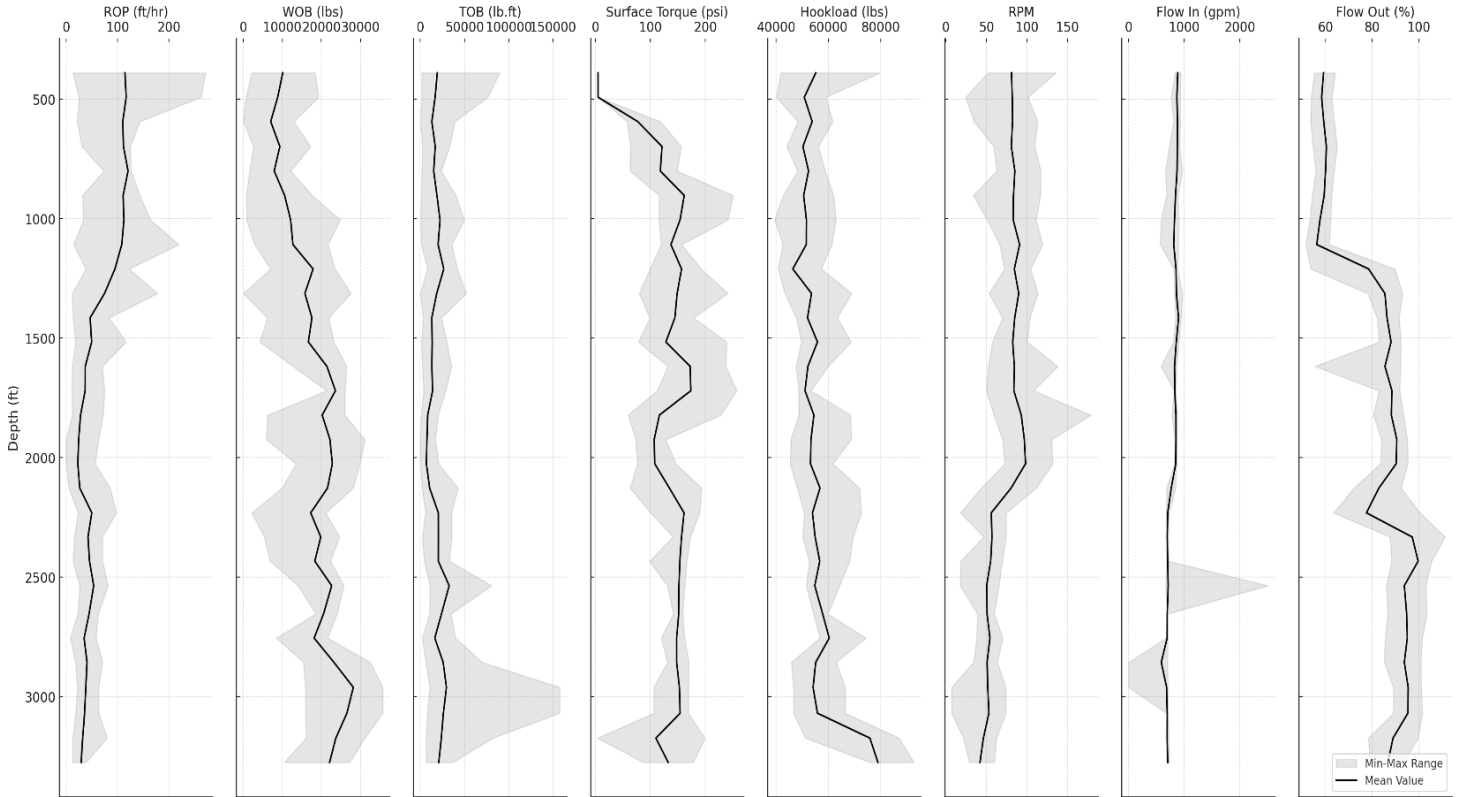 ROP (ft/hr)
0 100 200
WOB (lbs)
0 10000 20000 30000
TOB (lb.ft)
0 50000 100000 150000
Surface Torque (psi)
0 100 200
Hookload (lbs)
40000 60000 80000
RPM
0 50 100 150
Flow In (gpm)
0 1000 2000
Flow Out (%)
60 80 100
Depth (ft)
500
1000
1500
2000
2500
3000
Min-Max Range
Mean Value